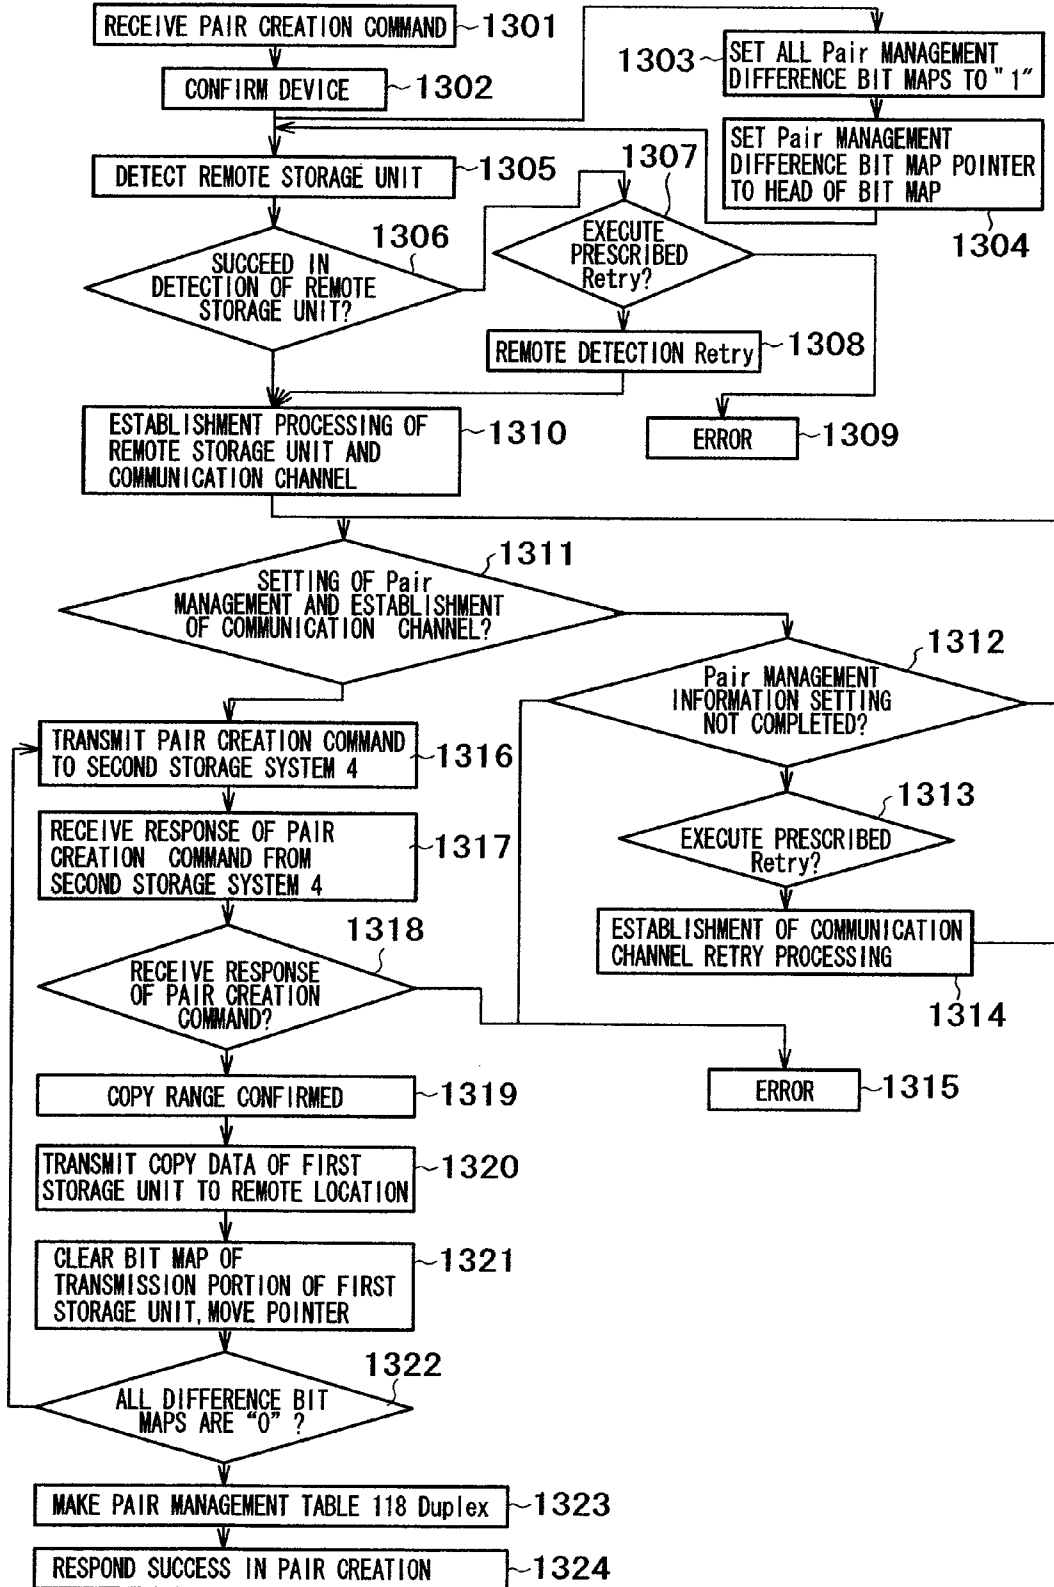 RECEIVE PAIR CREATION COMMAND
1301
CONFIRM DEVICE
1302
1303
SET ALL Pair MANAGEMENT
DIFFERENCE BIT MAPS TO "1"
SET Pair MANAGEMENT
DIFFERENCE BIT MAP POINTER
TO HEAD OF BIT MAP
1304
DETECT REMOTE STORAGE UNIT
1305
1306
SUCCEED IN
DETECTION OF REMOTE
STORAGE UNIT?
1307
EXECUTE
PRESCRIBED
Retry?
REMOTE DETECTION Retry
1308
ERROR
1309
ESTABLISHMENT PROCESSING OF
REMOTE STORAGE UNIT AND
COMMUNICATION CHANNEL
1310
1311
SETTING OF Pair
MANAGEMENT AND ESTABLISHMENT
OF COMMUNICATION CHANNEL?
1312
Pair MANAGEMENT
INFORMATION SETTING
NOT COMPLETED?
1313
EXECUTE PRESCRIBED
Retry?
ESTABLISHMENT OF COMMUNICATION
CHANNEL RETRY PROCESSING
1314
ERROR
1315
TRANSMIT PAIR CREATION COMMAND
TO SECOND STORAGE SYSTEM 4
1316
RECEIVE RESPONSE OF PAIR
CREATION COMMAND FROM
SECOND STORAGE SYSTEM 4
1317
1318
RECEIVE RESPONSE
OF PAIR CREATION
COMMAND?
COPY RANGE CONFIRMED
1319
TRANSMIT COPY DATA OF FIRST
STORAGE UNIT TO REMOTE LOCATION
1320
CLEAR BIT MAP OF
TRANSMISSION PORTION OF FIRST
STORAGE UNIT, MOVE POINTER
1321
1322
ALL DIFFERENCE BIT
MAPS ARE "0" ?
MAKE PAIR MANAGEMENT TABLE 118 Duplex
1323
RESPOND SUCCESS IN PAIR CREATION
1324